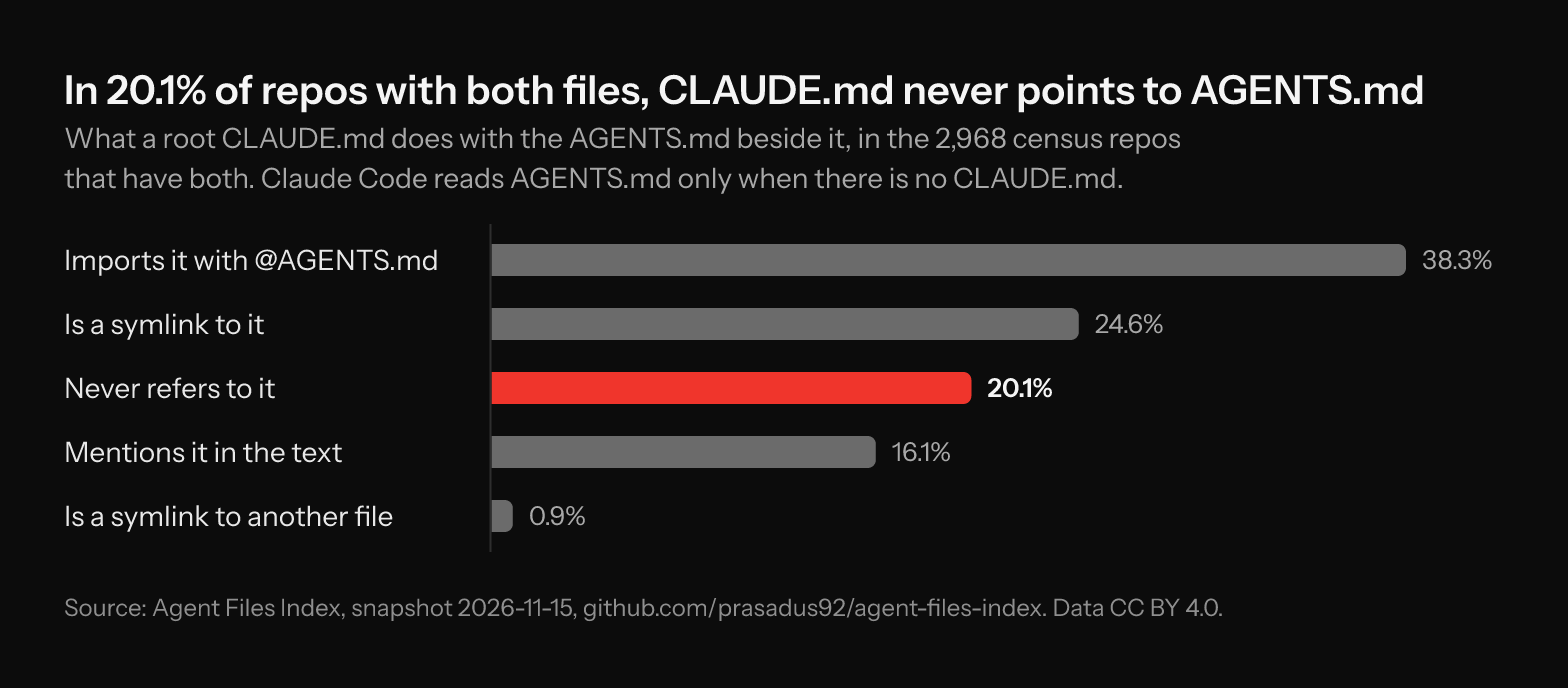 In 20.1% of repos with both files, CLAUDE.md never points to AGENTS.md
What a root CLAUDE.md does with the AGENTS.md beside it, in the 2,968 census repos
that have both. Claude Code reads AGENTS.md only when there is no CLAUDE.md.
Imports it with @AGENTS.md 38.3%
Is a symlink to it 24.6%
Never refers to it 20.1%
Mentions it in the text 16.1%
Is a symlink to another file 0.9%
Source: Agent Files Index, snapshot 2026-11-15, github.com/prasadus92/agent-files-index. Data CC BY 4.0.